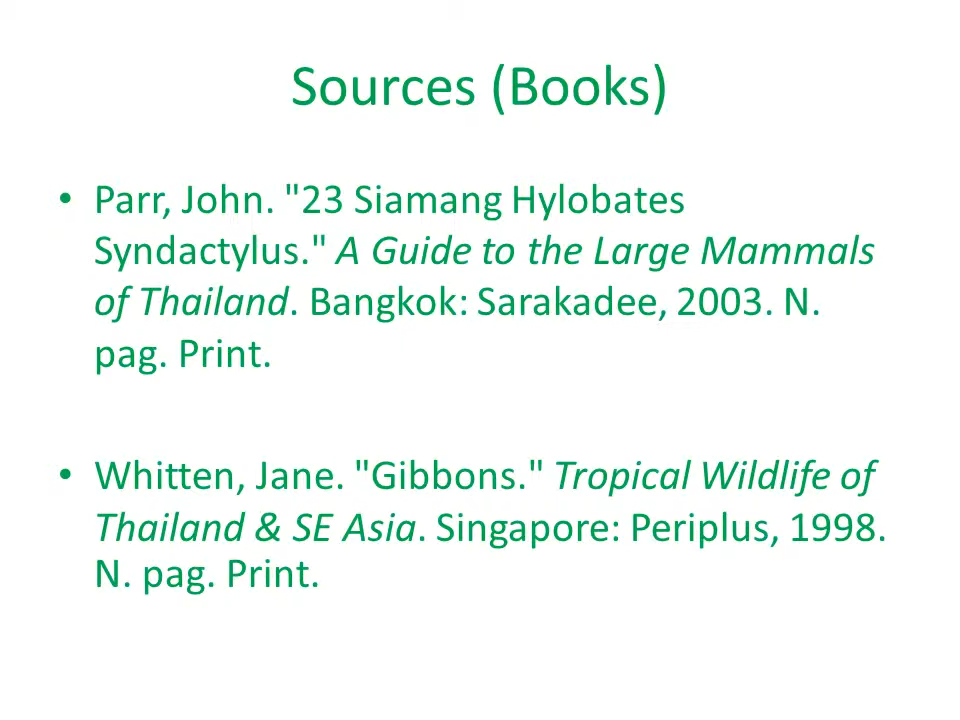 Sources (Books)
• Parr, John. "23 Siamang Hylobates
Syndactylus." A Guide to the Large Mammals
of Thailand. Bangkok: Sarakadee, 2003. N.
pag. Print.
• Whitten, Jane. "Gibbons." Tropical Wildlife of
Thailand & SE Asia. Singapore: Periplus, 1998.
N. pag. Print.